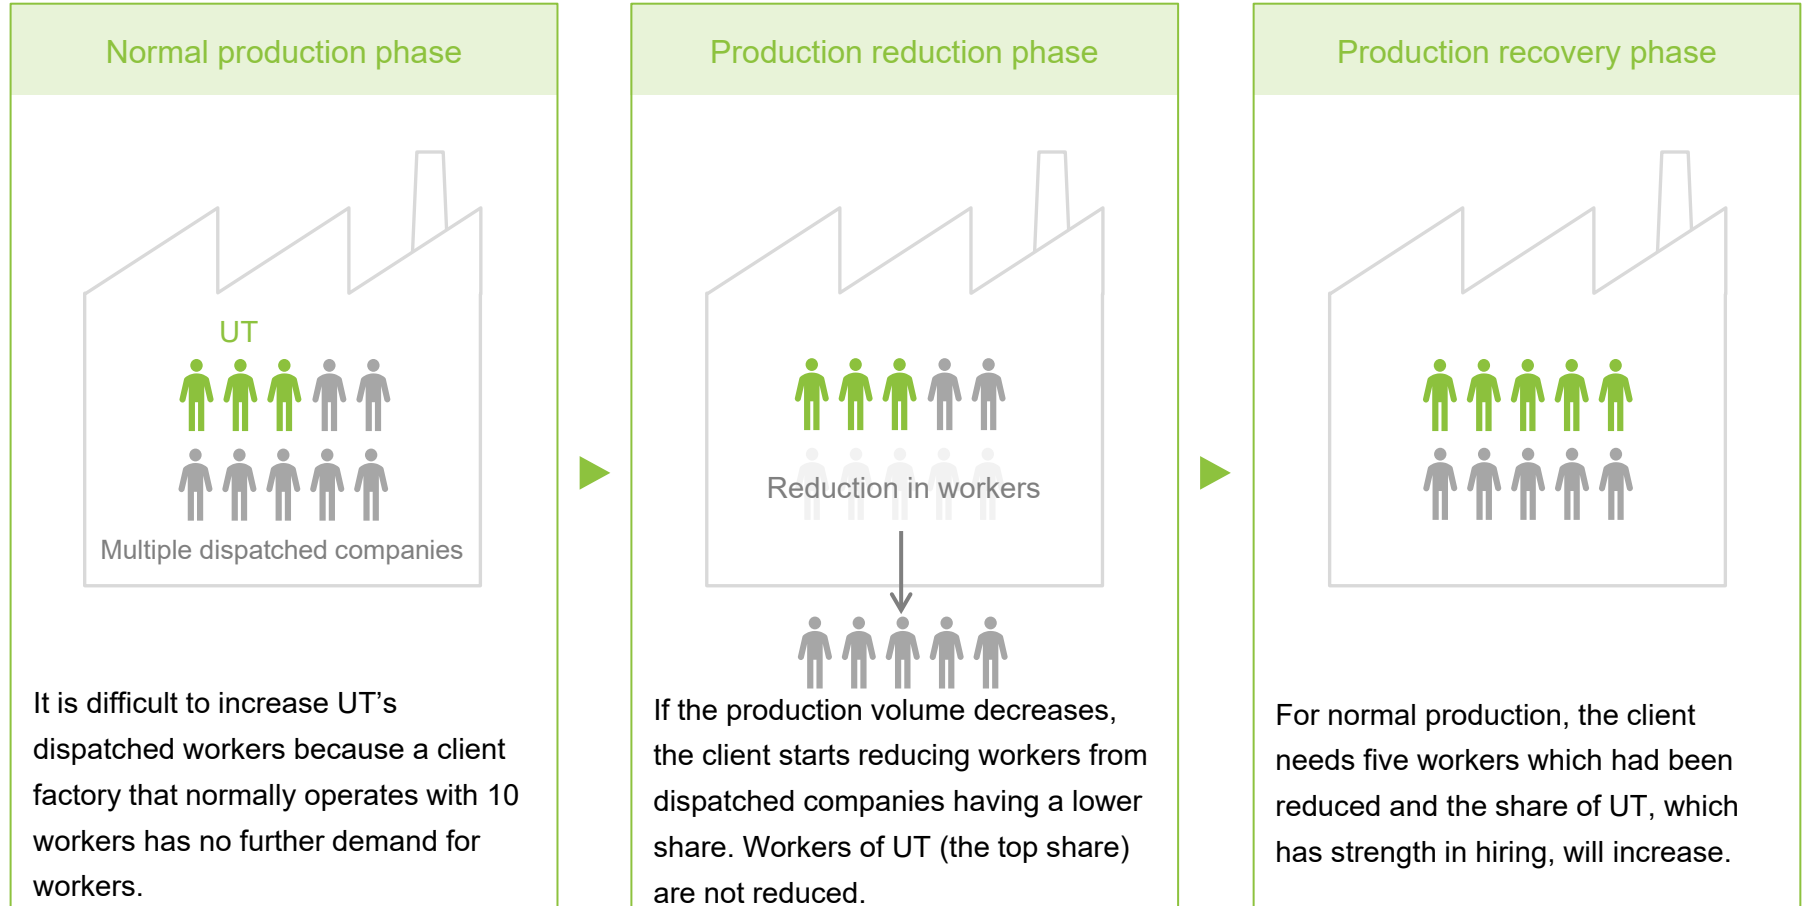 Normal production phase
UT
Multiple dispatched companies
It is difficult to increase UT’s
dispatched workers because a client
factory that normally operates with 10
workers has no further demand for
workers.
Production reduction phase
Reduction in workers
If the production volume decreases,
the client starts reducing workers from
dispatched companies having a lower
share. Workers of UT (the top share)
are not reduced.
Production recovery phase
For normal production, the client
needs five workers which had been
reduced and the share of UT, which
has strength in hiring, will increase.